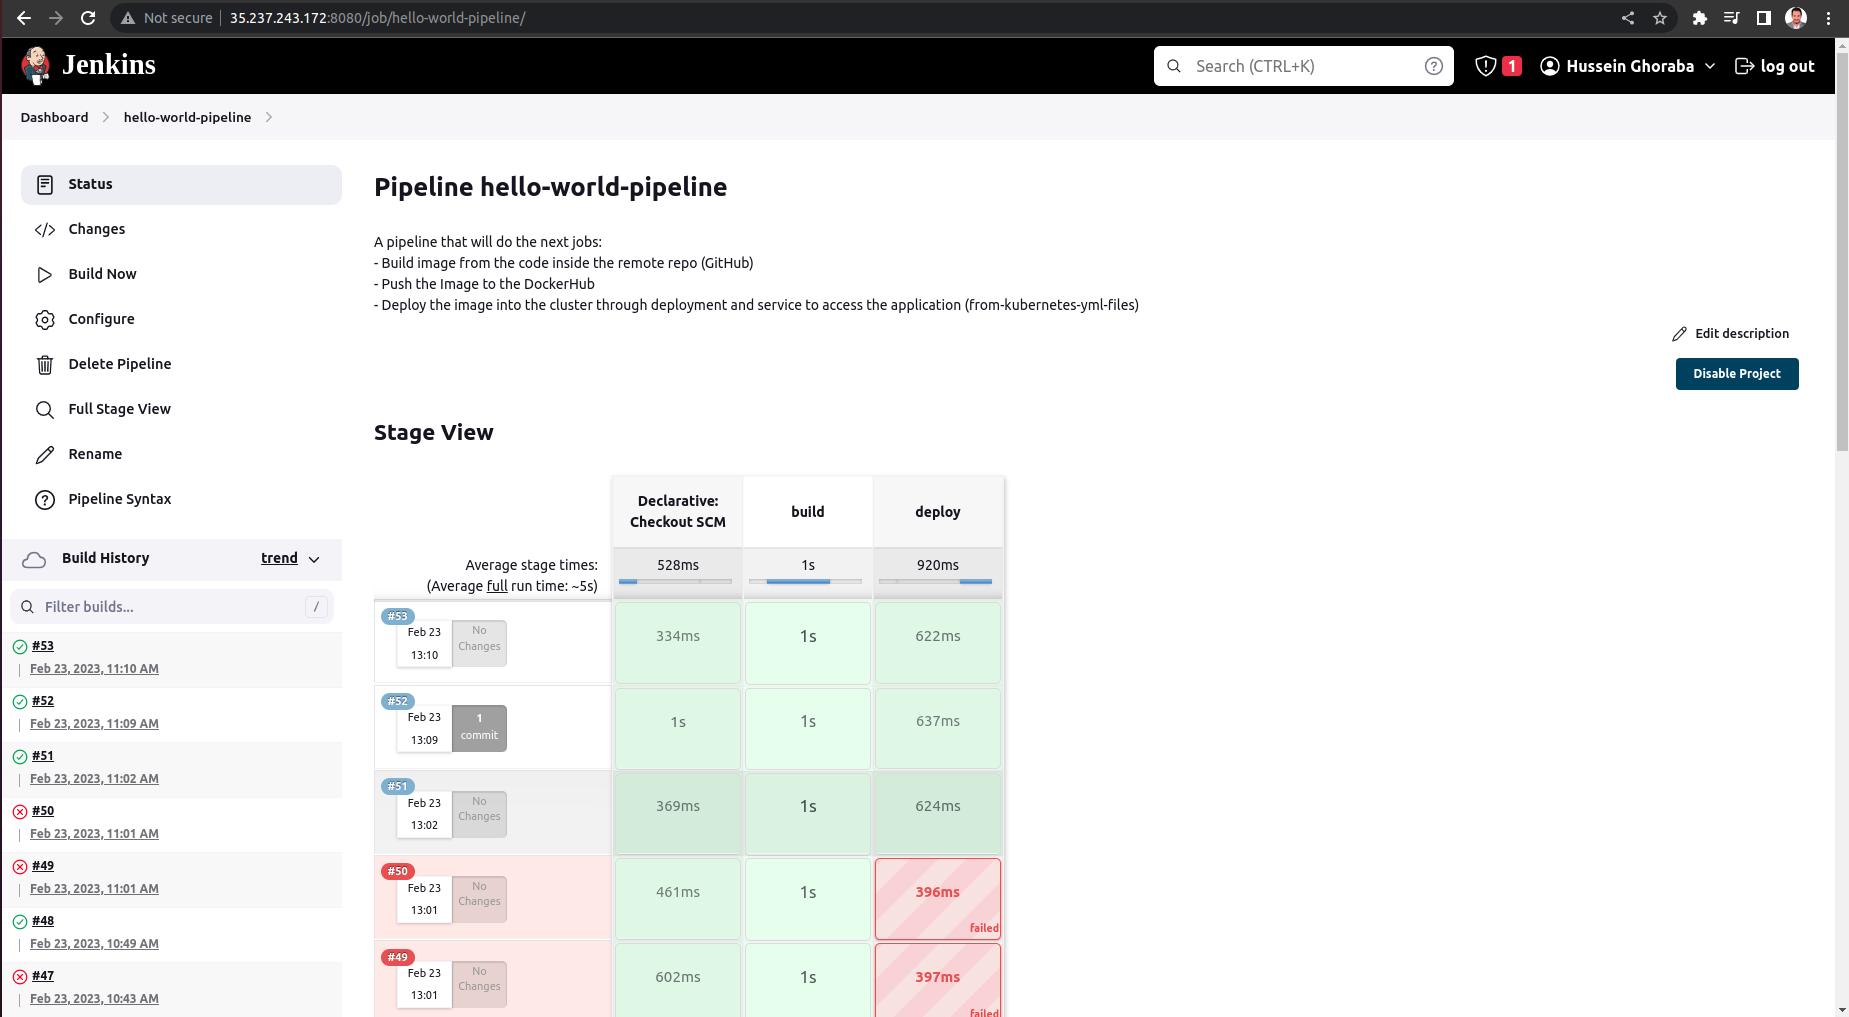 Not secure
35.237.243.172:8080/job/hello-world-pipeline/
Jenkins
Search (CTRL+K)
1
Hussein Ghoraba
log out
Dashboard
hello-world-pipeline
Status
Changes
Build Now
Configure
Delete Pipeline
Full Stage View
Rename
Pipeline Syntax
Build History
trend
Filter builds...
/
#53
Feb 23, 2023, 11:10 AM
#52
Feb 23, 2023, 11:09 AM
#51
Feb 23, 2023, 11:02 AM
#50
Feb 23, 2023, 11:01 AM
#49
Feb 23, 2023, 11:01 AM
#48
Feb 23, 2023, 10:49 AM
#47
Feb 23, 2023, 10:43 AM
Pipeline hello-world-pipeline
A pipeline that will do the next jobs:
- Build image from the code inside the remote repo (GitHub)
- Push the Image to the DockerHub
- Deploy the image into the cluster through deployment and service to access the application (from-kubernetes-yml-files)
Edit description
Disable Project
Stage View
Declarative:
Checkout SCM
build
deploy
Average stage times:
(Average full run time: ~5s)
528ms
1s
920ms
#53
Feb 23
13:10
No
Changes
334ms
1s
622ms
#52
Feb 23
13:09
1
commit
1s
1s
637ms
#51
Feb 23
13:02
No
Changes
369ms
1s
624ms
#50
Feb 23
13:01
No
Changes
461ms
1s
396ms
failed
#49
Feb 23
13:01
No
Changes
602ms
1s
397ms
failed